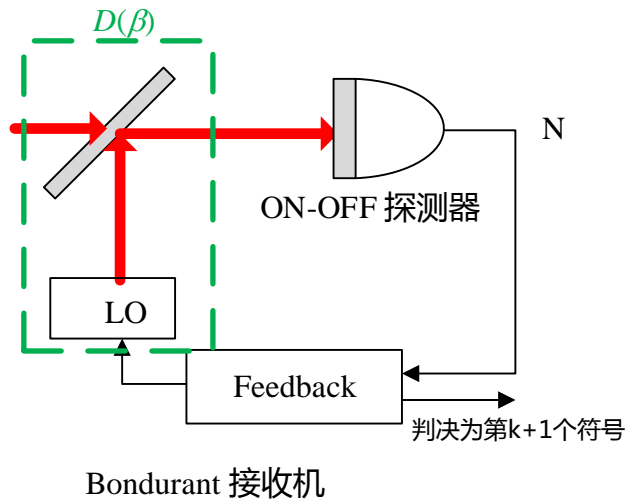 D(β)
N
ON-OFF 探测器
LO
Feedback
判决为第k+1个符号
Bondurant 接收机